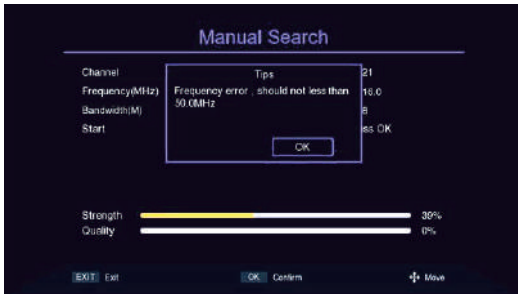 Manual Search
Channel 21
Tips
Frequency(MHz) 16.0
Frequency error , should not less than
50.0MHz
Bandwidth(M) 8
Start ss OK
OK
Strength 39%
Quality 0%
EXIT Exit OK Confirm Move